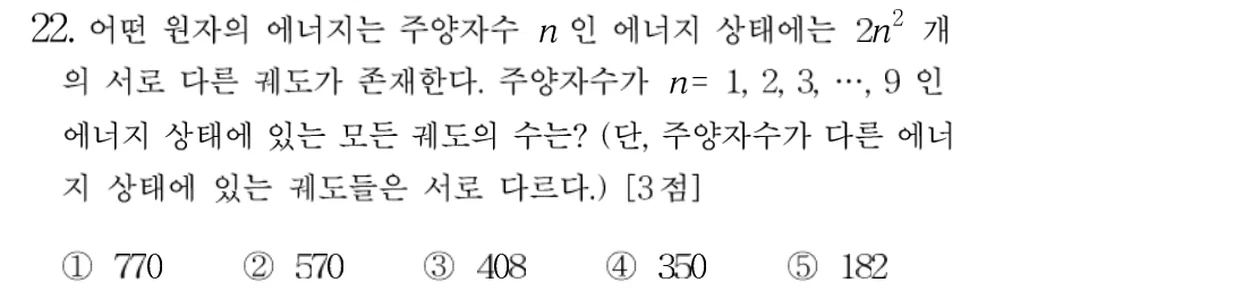 22. 어떤 원자의 에너지는 주양자수 n 인 에너지 상태에는 2n² 개
의 서로 다른 궤도가 존재한다. 주양자수가 n= 1, 2, 3, ⋯, 9 인
에너지 상태에 있는 모든 궤도의 수는? (단, 주양자수가 다른 에너
지 상태에 있는 궤도들은 서로 다르다.) [3점]
① 770 ② 570 ③ 408 ④ 350 ⑤ 182